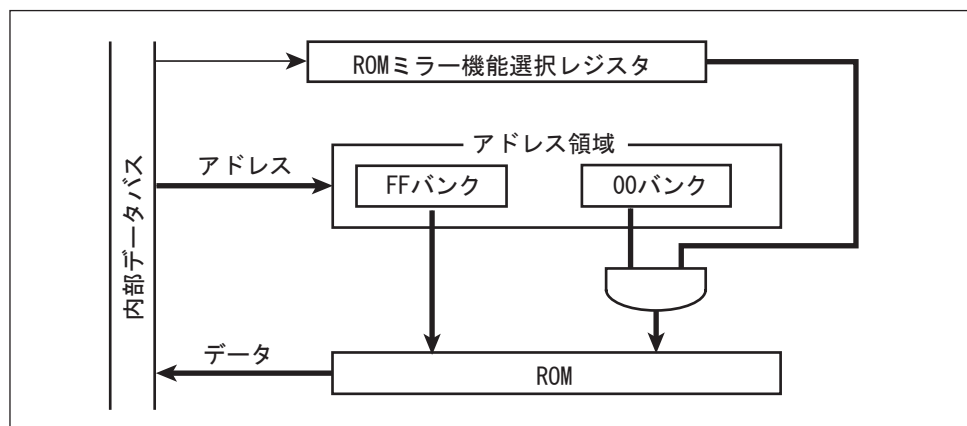 ROMミラー機能選択レジスタ
アドレス領域
アドレス
FFバンク
00バンク
内部データバス
データ
ROM